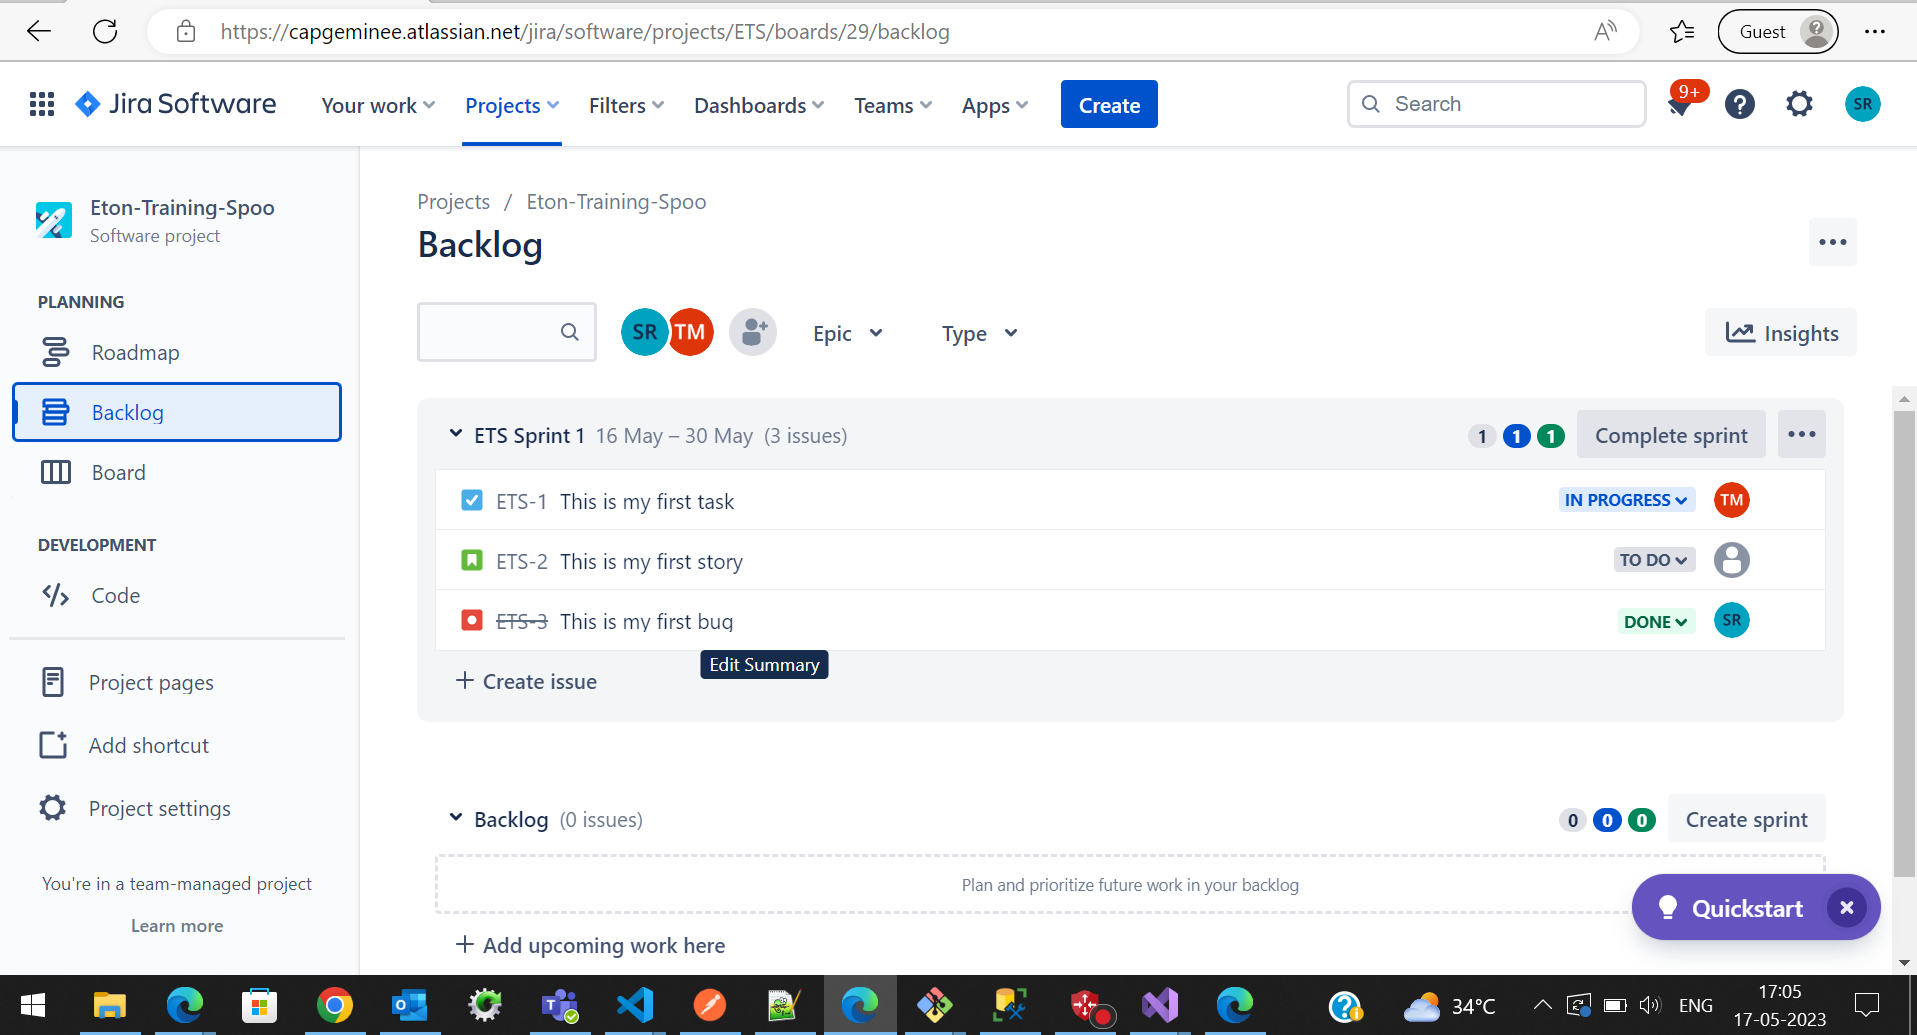 https://capgeminee.atlassian.net/jira/software/projects/ETS/boards/29/backlog
A
Guest
Jira Software
Your work
Projects
Filters
Dashboards
Teams
Apps
Create
Search
9+
SR
Eton-Training-Spoo
Software project
PLANNING
Roadmap
Backlog
Board
DEVELOPMENT
Code
Project pages
Add shortcut
Project settings
You're in a team-managed project
Learn more
Projects / Eton-Training-Spoo
Backlog
SR TM
Epic
Type
Insights
ETS Sprint 1 16 May – 30 May (3 issues)
1 1 1
Complete sprint
ETS-1 This is my first task
IN PROGRESS
TM
ETS-2 This is my first story
TO DO
ETS-3 This is my first bug
DONE
SR
Edit Summary
+ Create issue
Backlog (0 issues)
0 0 0
Create sprint
Plan and prioritize future work in your backlog
Quickstart
+ Add upcoming work here
34°C
ENG
17:05
17-05-2023